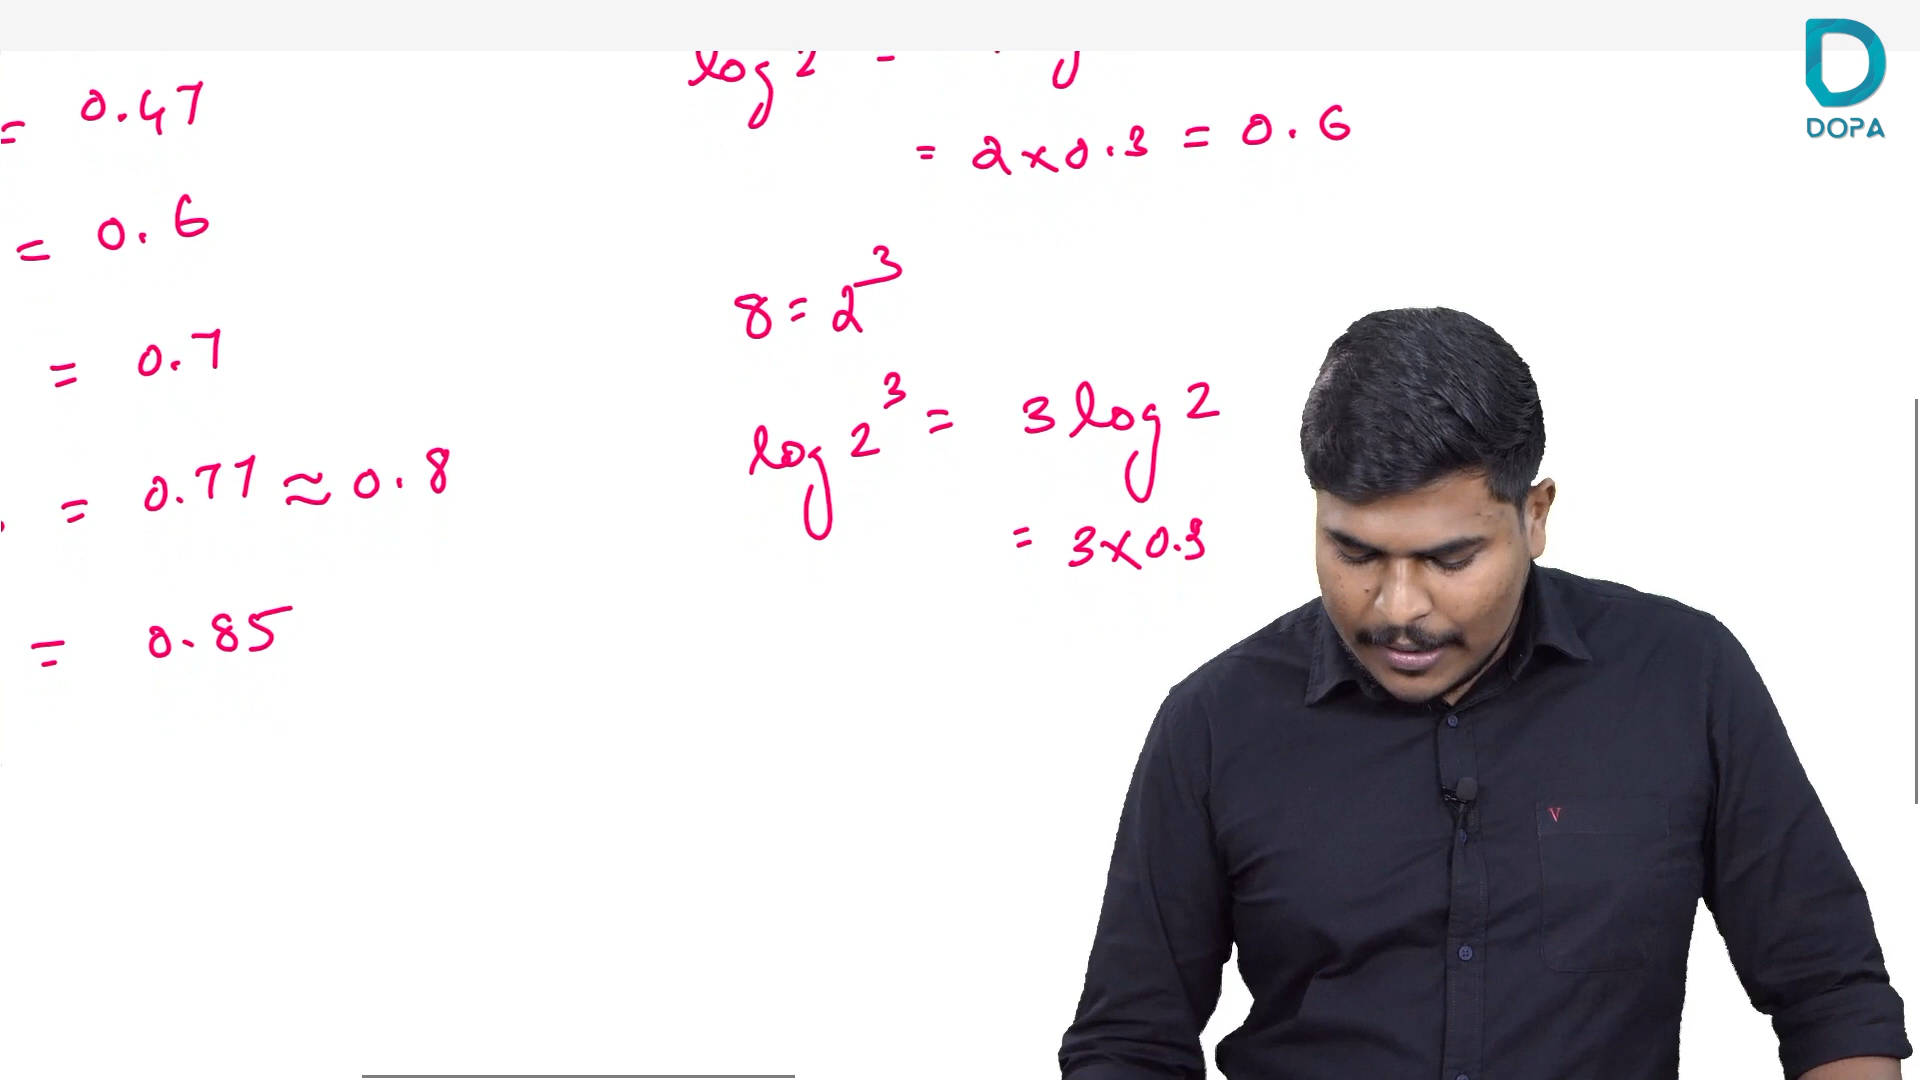 = 0.47
= 0.6
= 0.7
= 0.77 ≈ 0.8
= 0.85
log 2 =
= 2×0.3 = 0.6
8 = 2³
log 2³ = 3 log 2
= 3×0.3
DOPA
V